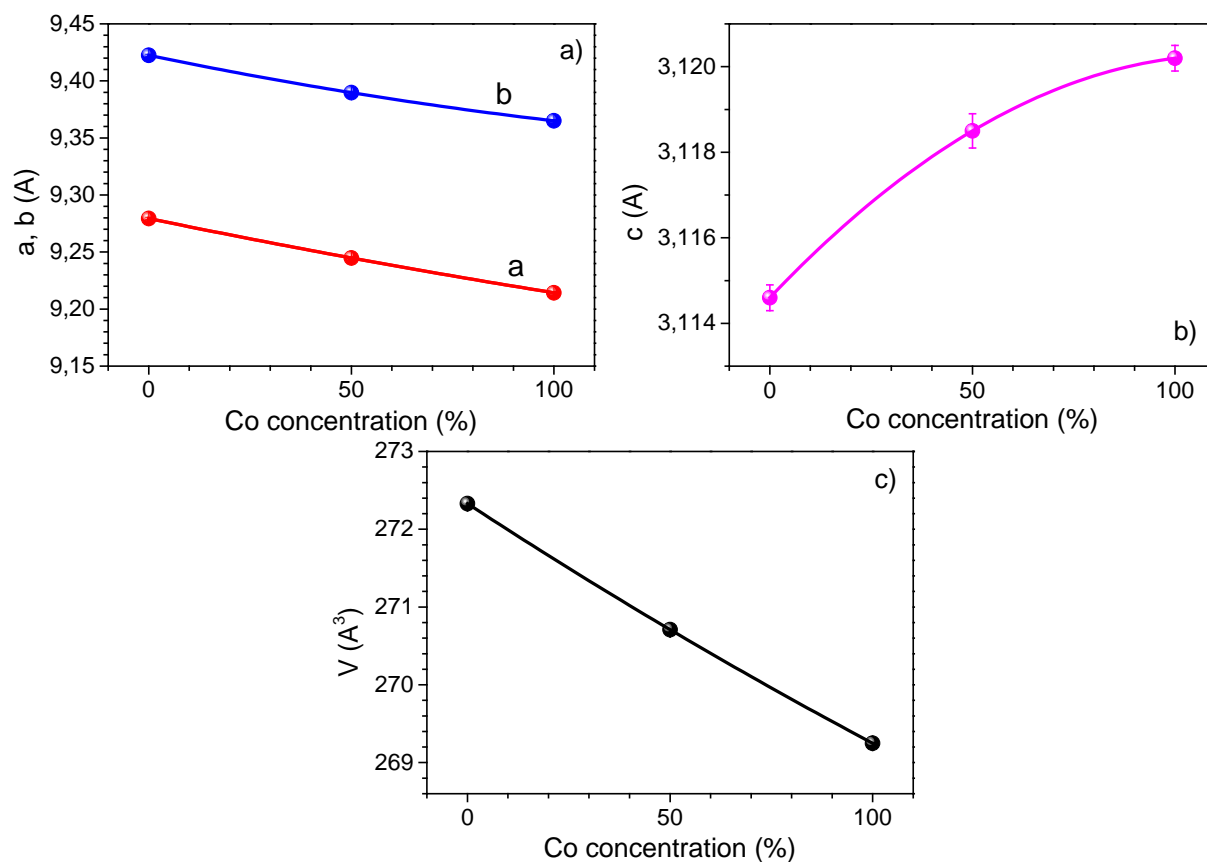 a)
9,45
9,40
9,35
9,30
9,25
9,20
9,15
a, b (A)
b
a
0
50
100
Co concentration (%)
b)
3,120
3,118
3,116
3,114
c (A)
0
50
100
Co concentration (%)
c)
273
272
271
270
269
V (A³)
0
50
100
Co concentration (%)